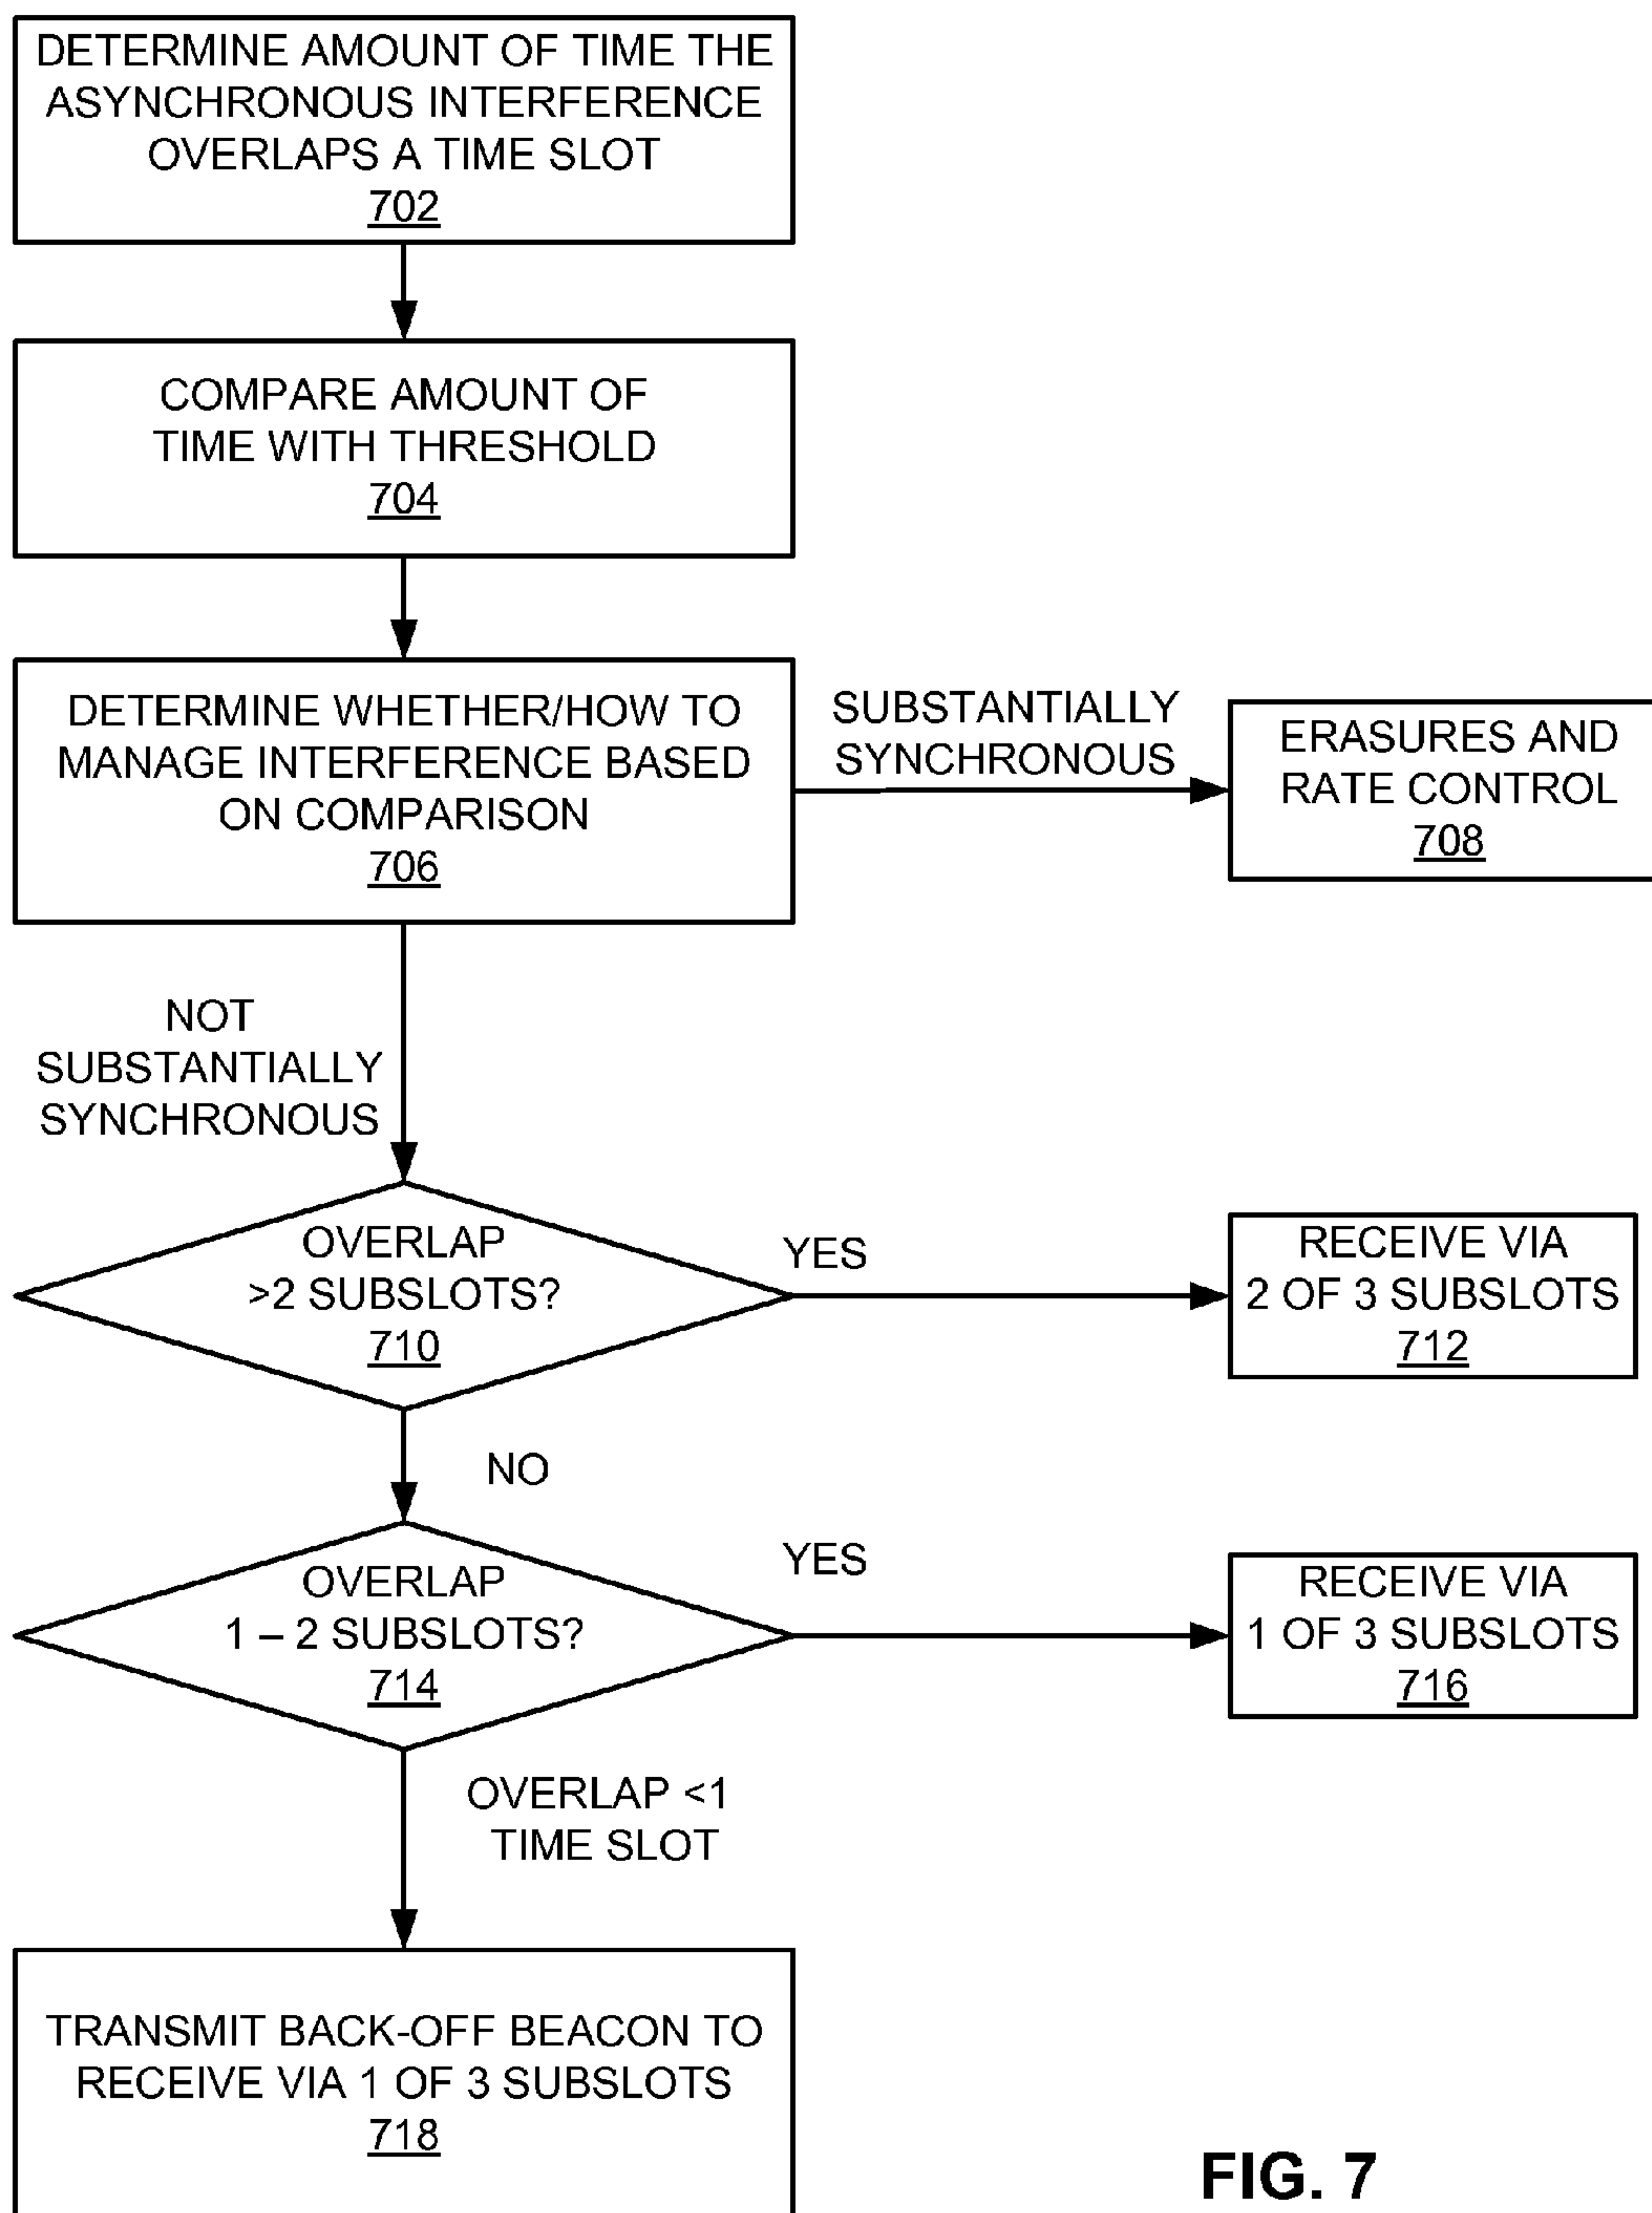 DETERMINE AMOUNT OF TIME THE
ASYNCHRONOUS INTERFERENCE
OVERLAPS A TIME SLOT
702
COMPARE AMOUNT OF
TIME WITH THRESHOLD
704
DETERMINE WHETHER/HOW TO
MANAGE INTERFERENCE BASED
ON COMPARISON
706
SUBSTANTIALLY
SYNCHRONOUS
ERASURES AND
RATE CONTROL
708
NOT
SUBSTANTIALLY
SYNCHRONOUS
OVERLAP
>2 SUBSLOTS?
710
YES
RECEIVE VIA
2 OF 3 SUBSLOTS
712
NO
OVERLAP
1 – 2 SUBSLOTS?
714
YES
RECEIVE VIA
1 OF 3 SUBSLOTS
716
OVERLAP <1
TIME SLOT
TRANSMIT BACK-OFF BEACON TO
RECEIVE VIA 1 OF 3 SUBSLOTS
718
FIG. 7